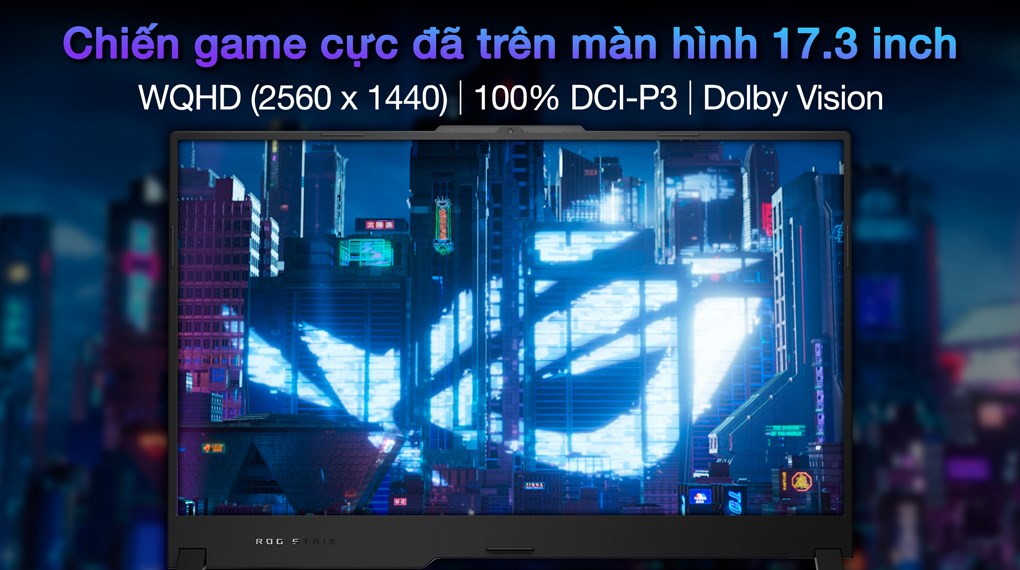 Chiến game cực đã trên màn hình 17.3 inch
WQHD (2560 x 1440) | 100% DCI-P3 | Dolby Vision
ROG STRIX